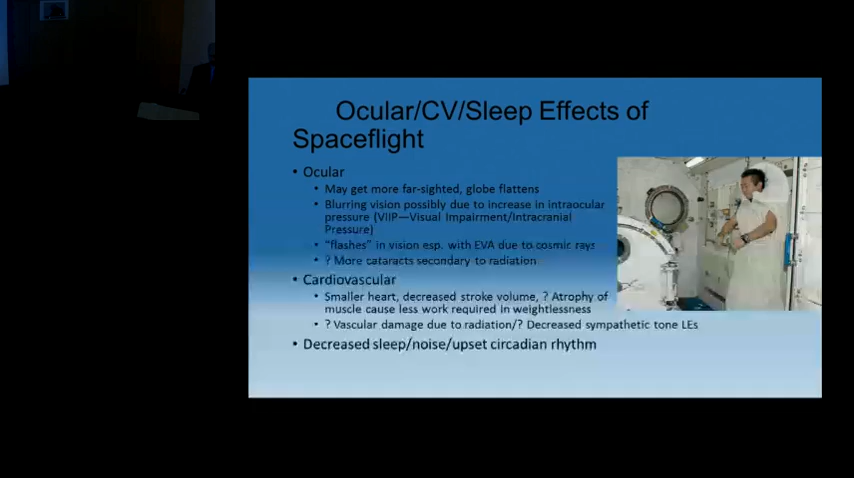 Ocular/CV/Sleep Effects of
Spaceflight
• Ocular
• May get more far-sighted, globe flattens
• Blurring vision possibly due to increase in intraocular
pressure (VIIP—Visual Impairment/Intracranial
Pressure)
• "flashes" in vision esp. with EVA due to cosmic rays
• ? More cataracts secondary to radiation
• Cardiovascular
• Smaller heart, decreased stroke volume, ? Atrophy of
muscle cause less work required in weightlessness
• ? Vascular damage due to radiation/? Decreased sympathetic tone LEs
• Decreased sleep/noise/upset circadian rhythm